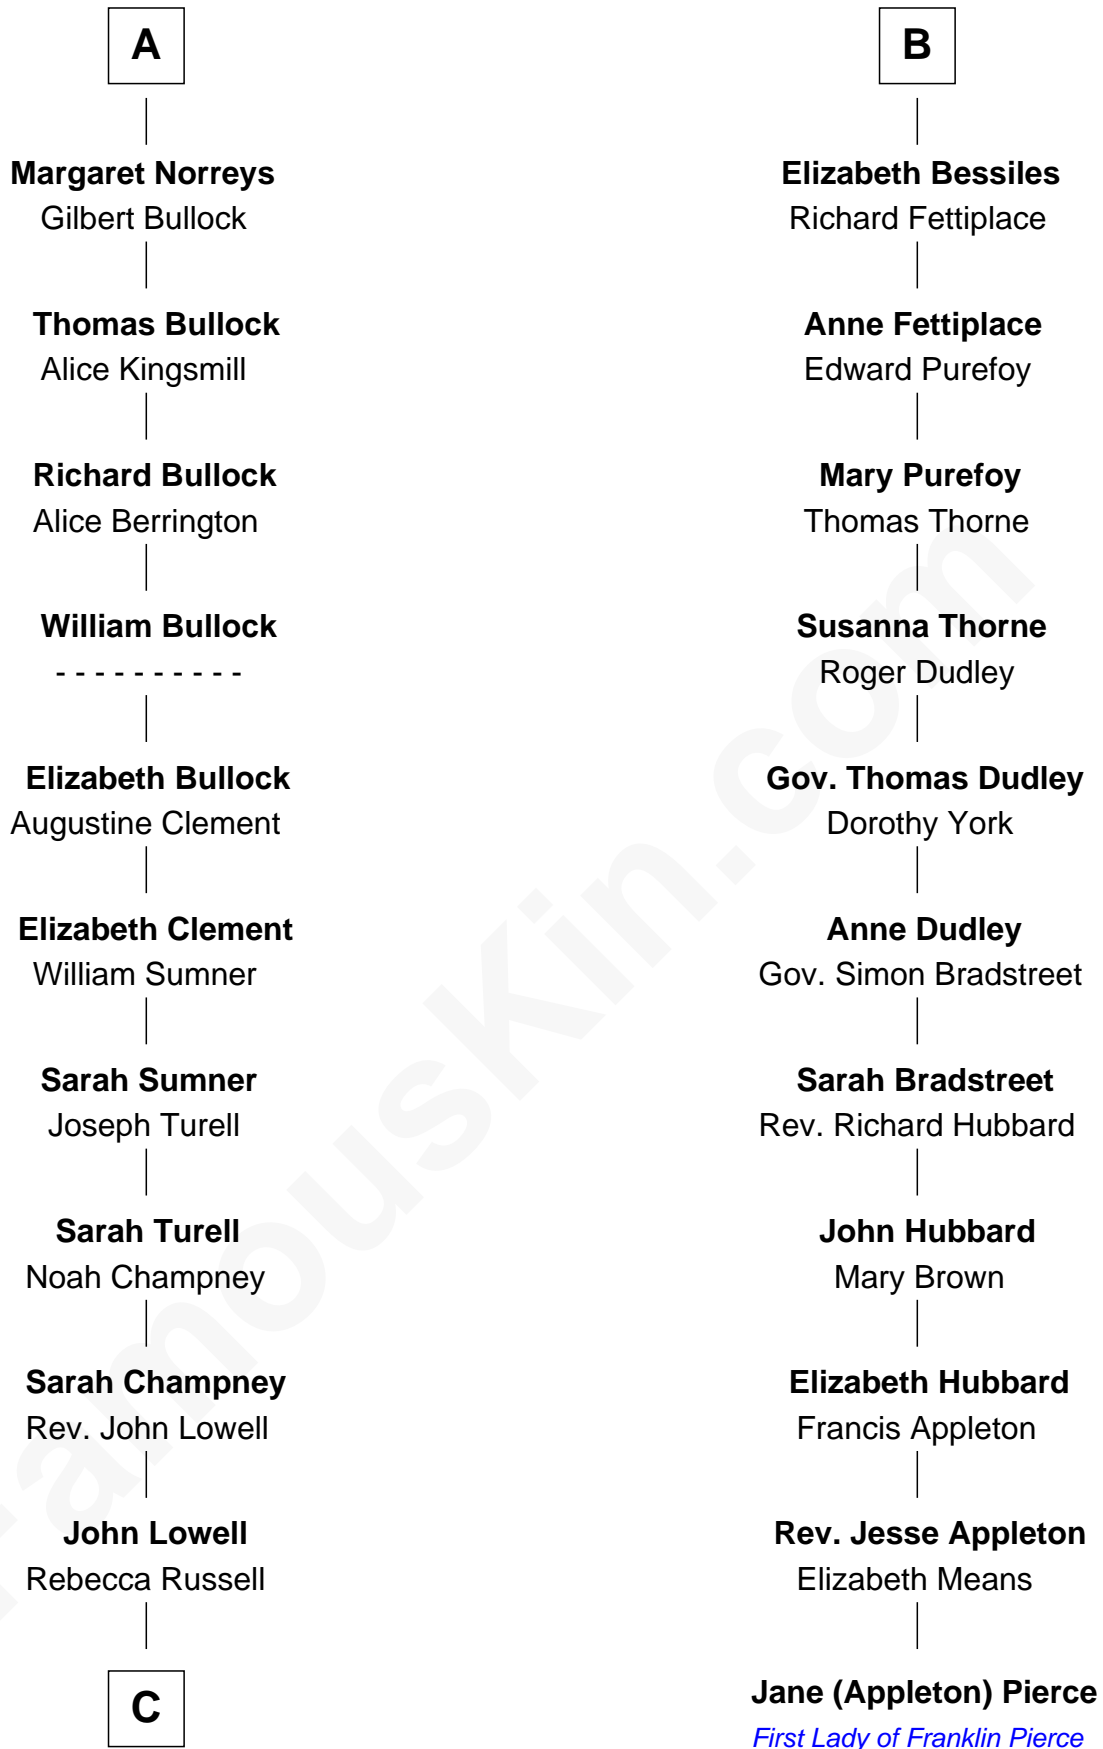 A
Margaret Norreys
Gilbert Bullock
Thomas Bullock
Alice Kingsmill
Richard Bullock
Alice Berrington
William Bullock
- - - - - - - - - -
Elizabeth Bullock
Augustine Clement
Elizabeth Clement
William Sumner
Sarah Sumner
Joseph Turell
Sarah Turell
Noah Champney
Sarah Champney
Rev. John Lowell
John Lowell
Rebecca Russell
C
B
Elizabeth Bessiles
Richard Fettiplace
Anne Fettiplace
Edward Purefoy
Mary Purefoy
Thomas Thorne
Susanna Thorne
Roger Dudley
Gov. Thomas Dudley
Dorothy York
Anne Dudley
Gov. Simon Bradstreet
Sarah Bradstreet
Rev. Richard Hubbard
John Hubbard
Mary Brown
Elizabeth Hubbard
Francis Appleton
Rev. Jesse Appleton
Elizabeth Means
Jane (Appleton) Pierce
First Lady of Franklin Pierce
FamousKin.com